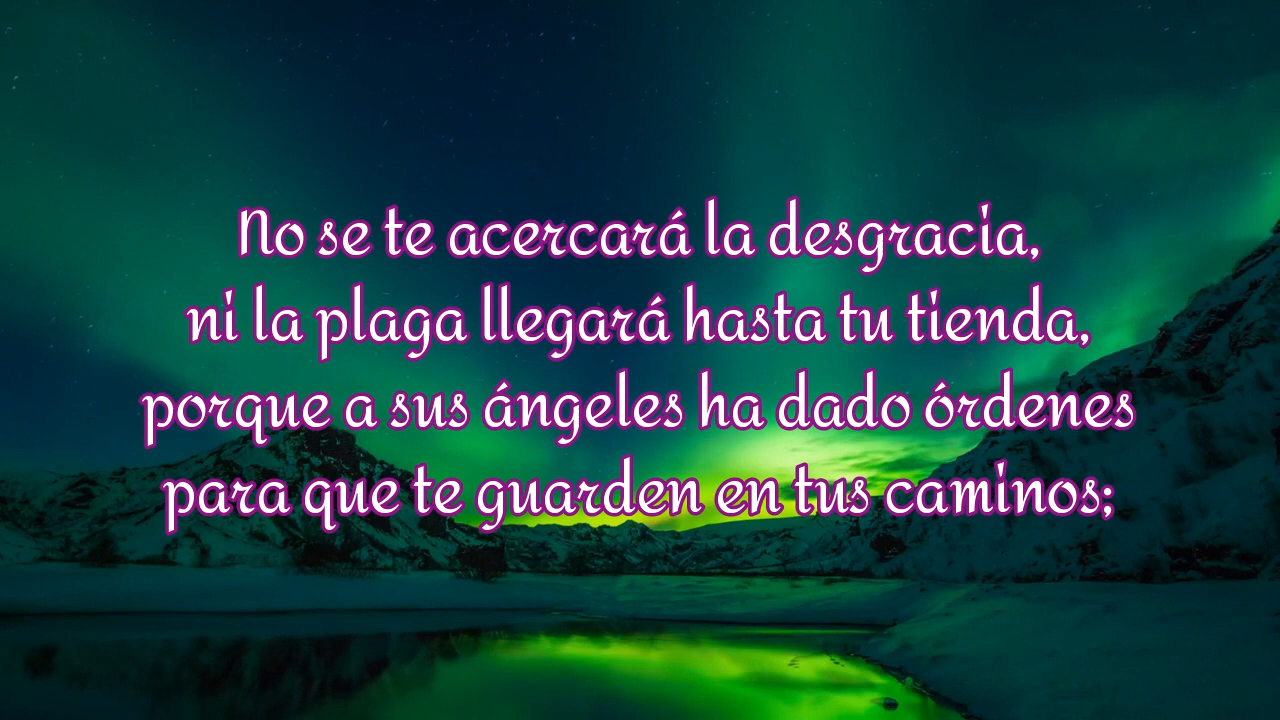 No se te acercará la desgracia,
ni la plaga llegará hasta tu tienda,
porque a sus ángeles ha dado órdenes
para que te guarden en tus caminos;